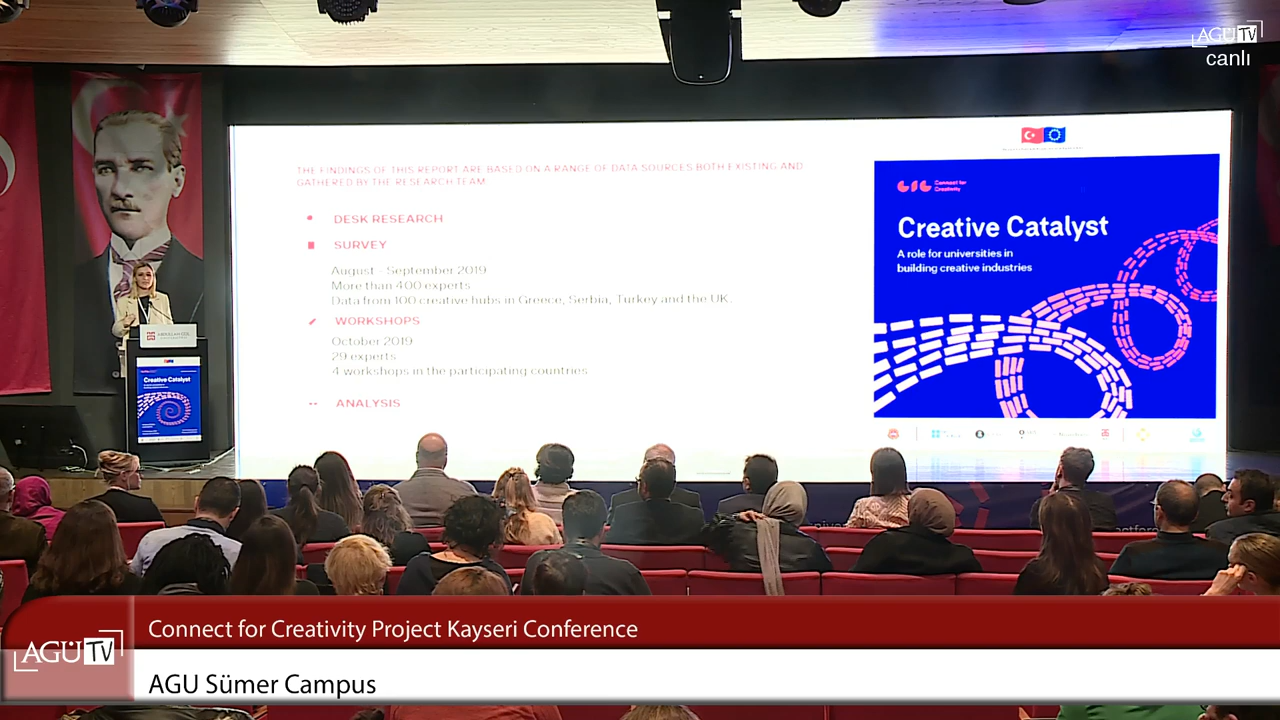 AGÜ TV
canlı
THE FINDINGS OF THIS REPORT ARE BASED ON A RANGE OF DATA SOURCES BOTH EXISTING AND
GATHERED BY THE RESEARCH TEAM
DESK RESEARCH
SURVEY
August - September 2019
More than 400 experts
Data from 100 creative hubs in Greece, Serbia, Turkey and the UK.
WORKSHOPS
October 2019
29 experts
4 workshops in the participating countries
ANALYSIS
Connect for
Creativity
Creative Catalyst
A role for universities in
building creative industries
Creative Catalyst
Connect for Creativity Project Kayseri Conference
AGÜ TV
AGU Sümer Campus